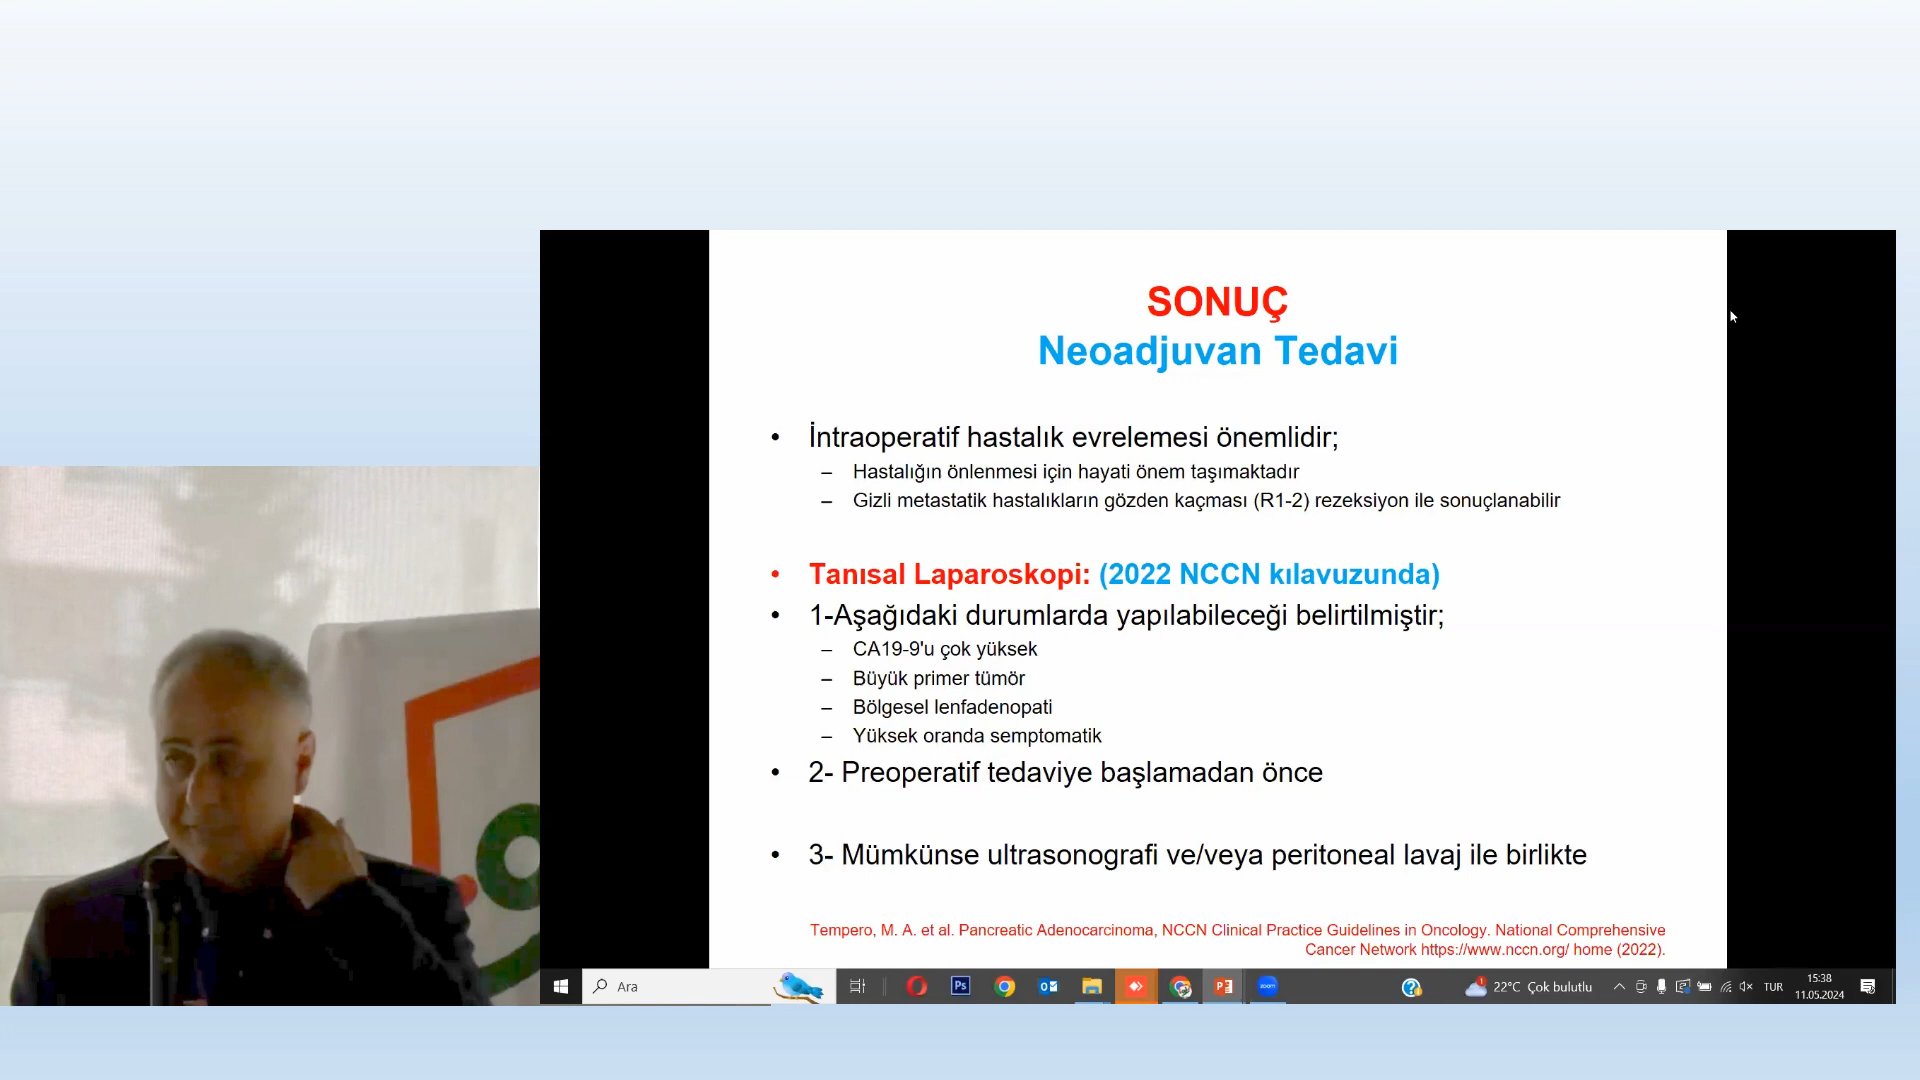 SONUÇ
Neoadjuvan Tedavi
• İntraoperatif hastalık evrelemesi önemlidir;
– Hastalığın önlenmesi için hayati önem taşımaktadır
– Gizli metastatik hastalıkların gözden kaçması (R1-2) rezeksiyon ile sonuçlanabilir
• Tanısal Laparoskopi: (2022 NCCN kılavuzunda)
• 1-Aşağıdaki durumlarda yapılabileceği belirtilmiştir;
– CA19-9'u çok yüksek
– Büyük primer tümör
– Bölgesel lenfadenopati
– Yüksek oranda semptomatik
• 2- Preoperatif tedaviye başlamadan önce
• 3- Mümkünse ultrasonografi ve/veya peritoneal lavaj ile birlikte
Tempero, M. A. et al. Pancreatic Adenocarcinoma, NCCN Clinical Practice Guidelines in Oncology. National Comprehensive
Cancer Network https://www.nccn.org/ home (2022).
Ara
Ps
zoom
22°C Çok bulutlu
TUR
15:38
11.05.2024